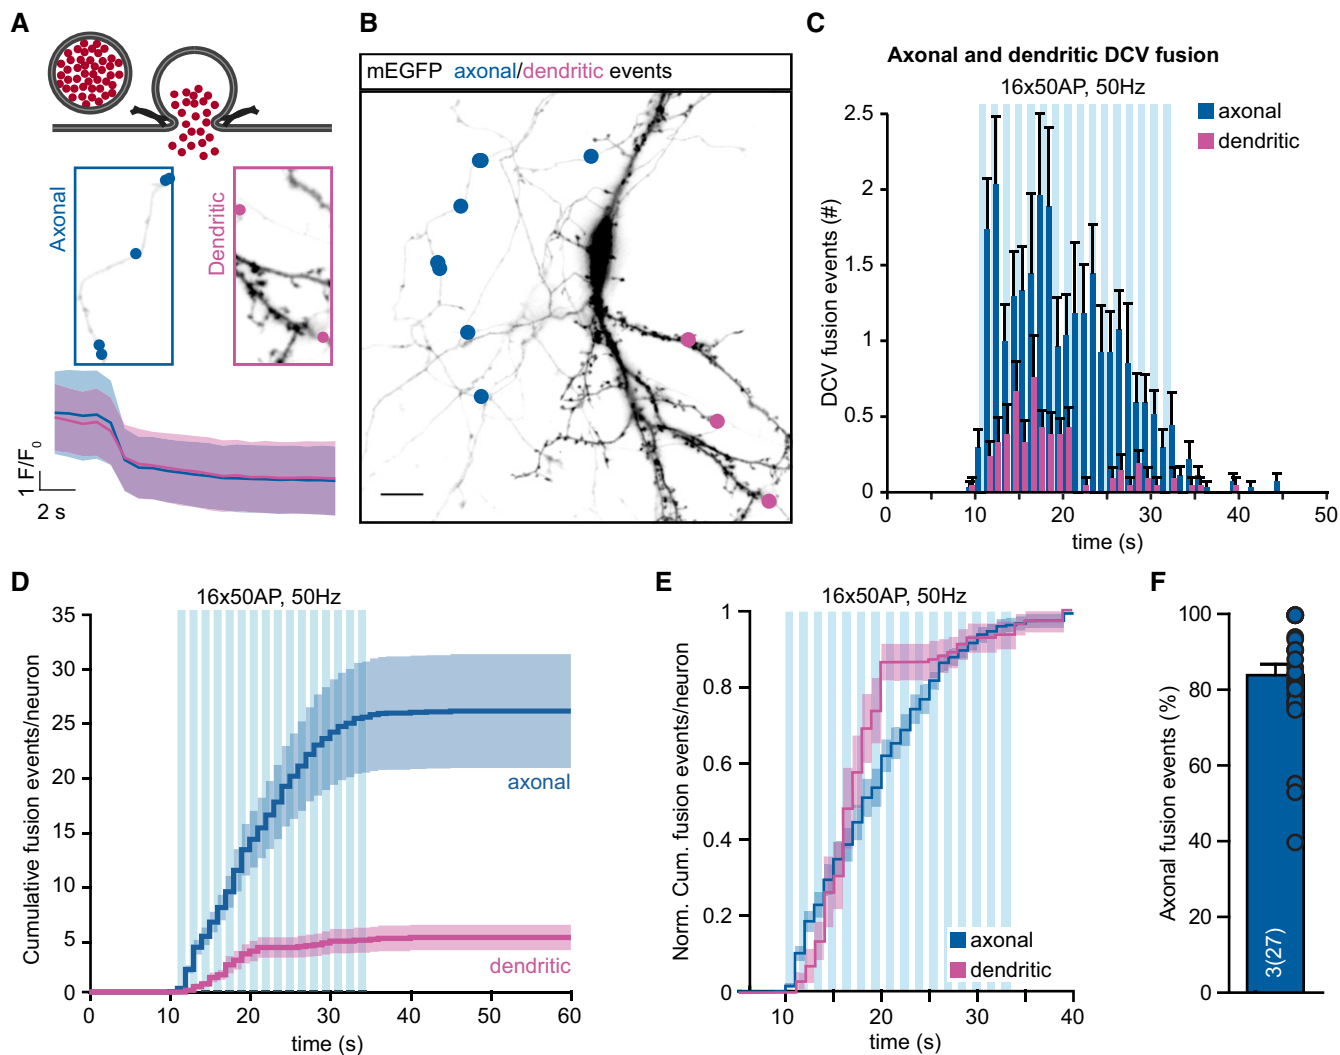 A
Axonal
Dendritic
1 F/F0
2 s
B
mEGFP axonal/dendritic events
C
Axonal and dendritic DCV fusion
16x50AP, 50Hz
axonal
dendritic
DCV fusion events (#)
2.5
2
1.5
1
0.5
0
0 10 20 30 40 50
time (s)
D
16x50AP, 50Hz
Cumulative fusion events/neuron
35
30
25
20
15
10
5
0
axonal
dendritic
0 10 20 30 40 50 60
time (s)
E
16x50AP, 50Hz
Norm. Cum. fusion events/neuron
1
0.8
0.6
0.4
0.2
0
axonal
dendritic
10 20 30 40
time (s)
F
Axonal fusion events (%)
100
80
60
40
20
0
3(27)